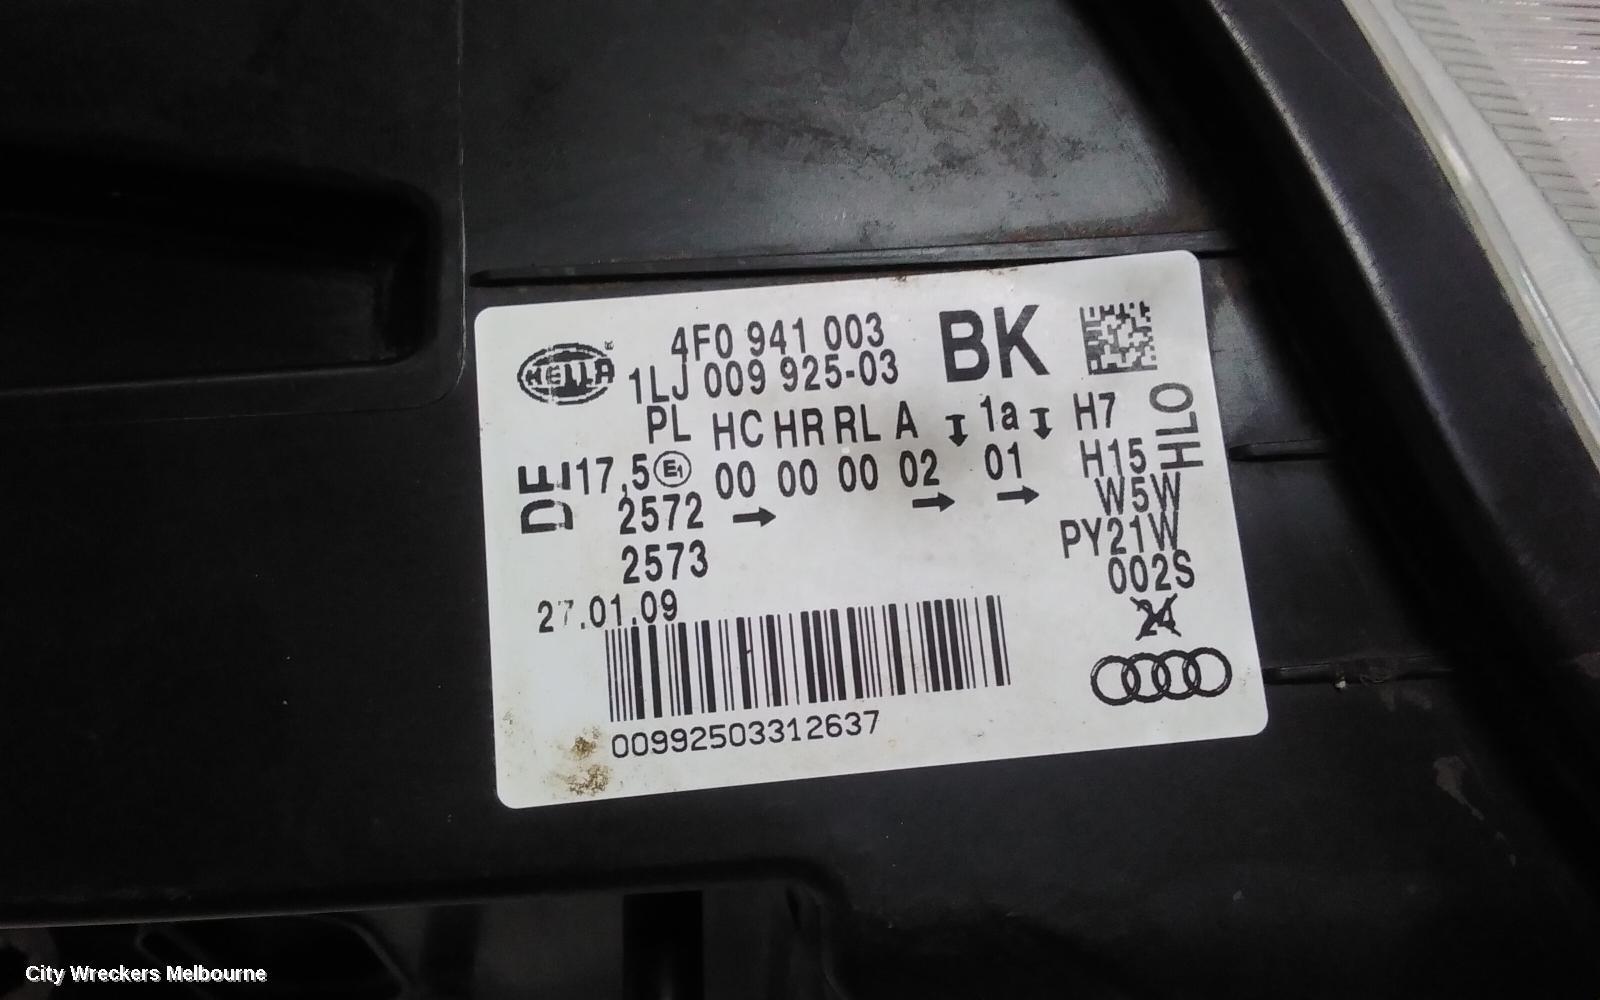 HELLA ®
4F0 941 003
BK
1LJ 009 925-03
PL HC HR RL A 1a H7
DE 17,5 E1 00 00 00 02 01 H15
HLO
2572 → → → W5W
2573 PY21W
002S
27.01.09
24
00992503312637
City Wreckers Melbourne